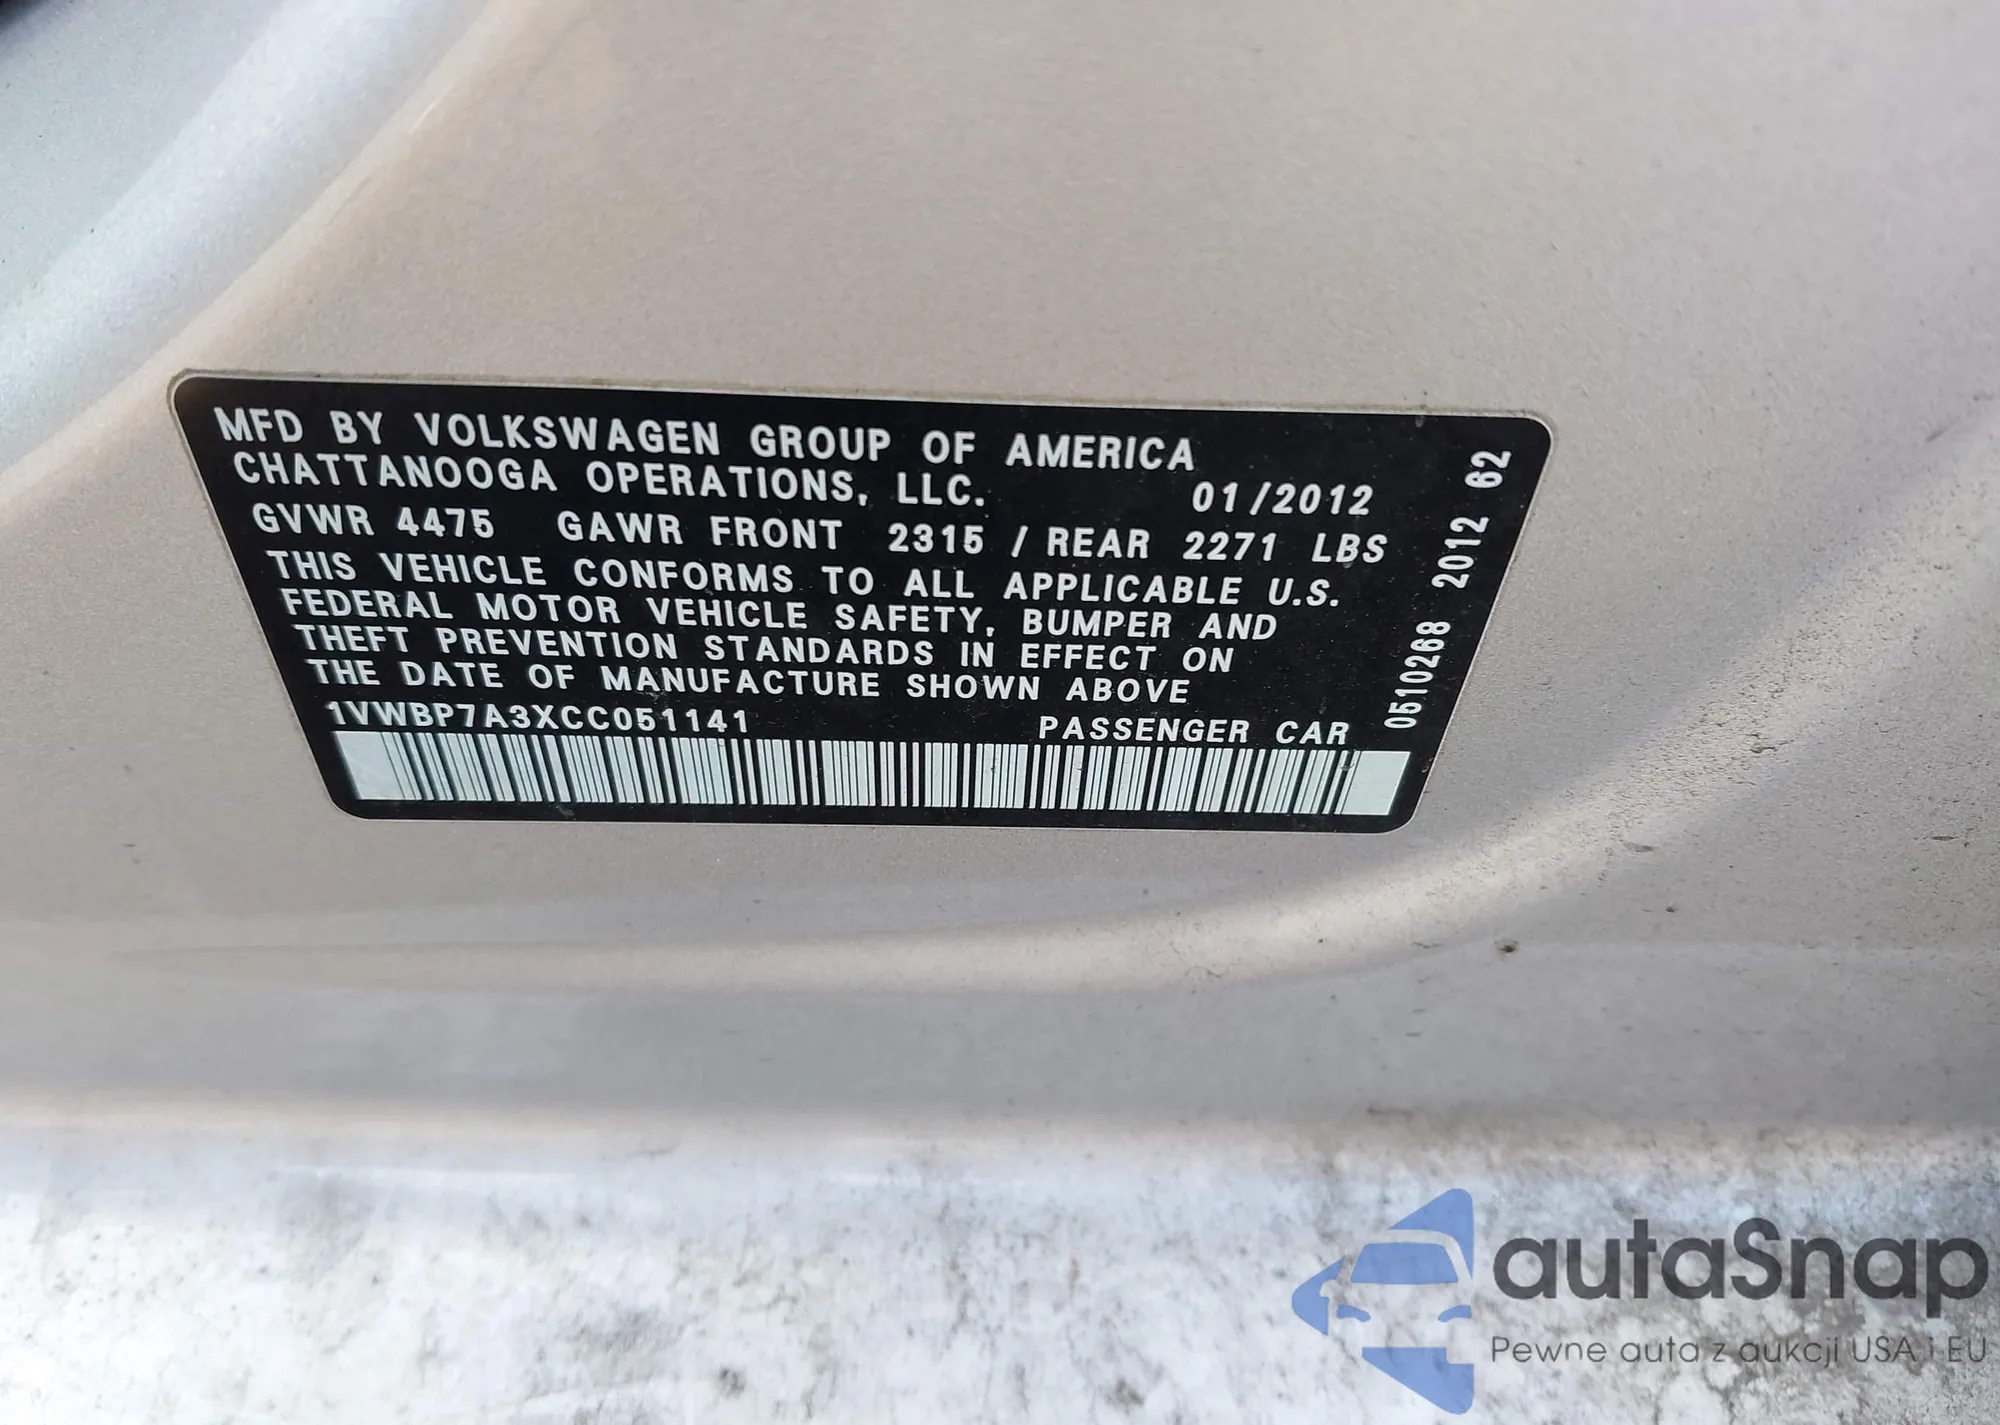 MFD BY VOLKSWAGEN GROUP OF AMERICA
CHATTANOOGA OPERATIONS, LLC. 01/2012
GVWR 4475 GAWR FRONT 2315 / REAR 2271 LBS
THIS VEHICLE CONFORMS TO ALL APPLICABLE U.S.
FEDERAL MOTOR VEHICLE SAFETY, BUMPER AND
THEFT PREVENTION STANDARDS IN EFFECT ON
THE DATE OF MANUFACTURE SHOWN ABOVE
1VWBP7A3XCC051141 PASSENGER CAR
0510268 2012 62
autaSnap
Pewne auta z aukcji USA i EU